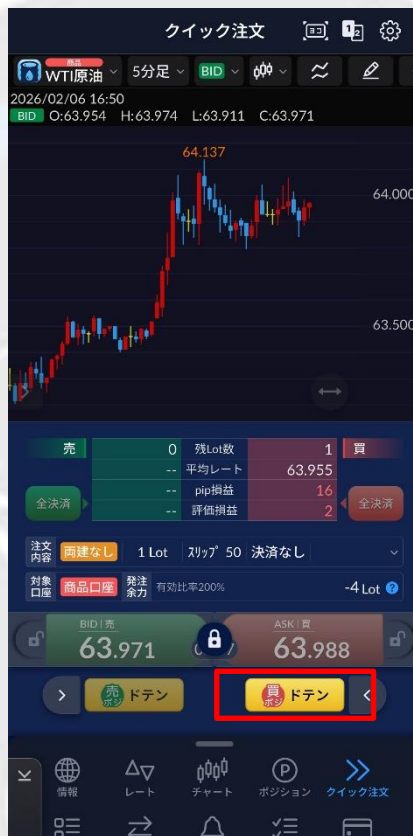 クイック注文
商品
WTI原油
5分足
BID
2026/02/06 16:50
BID O:63.954 H:63.974 L:63.911 C:63.971
64.137
64.000
63.500
売 0 残Lot数 1 買
-- 平均レート 63.955
-- pip損益 16
-- 評価損益 2
全決済
全決済
注文内容 両建なし 1 Lot スリップ 50 決済なし
対象口座 商品口座 発注余力 有効比率200% -4 Lot
BID|売
63.971
ASK|買
63.988
売ポジ ドテン
買ポジ ドテン
情報 レート チャート ポジション クイック注文